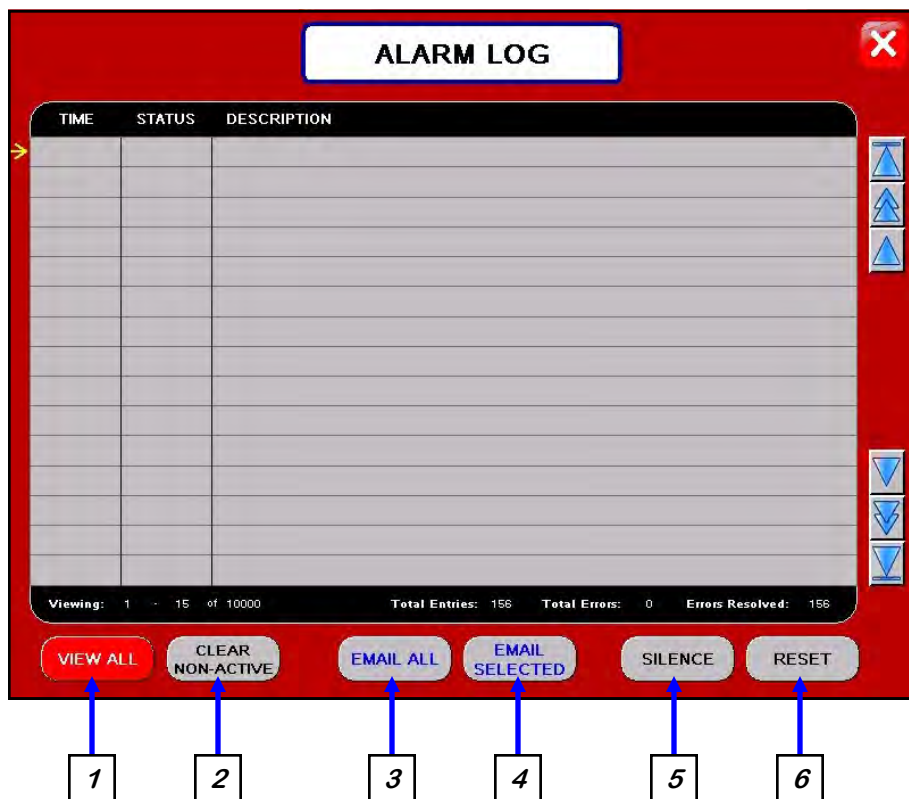 ALARM LOG
TIME STATUS DESCRIPTION
Viewing: 1 - 15 of 10000 Total Entries: 156 Total Errors: 0 Errors Resolved: 156
VIEW ALL
CLEAR
NON-ACTIVE
EMAIL ALL
EMAIL
SELECTED
SILENCE
RESET
1 2 3 4 5 6